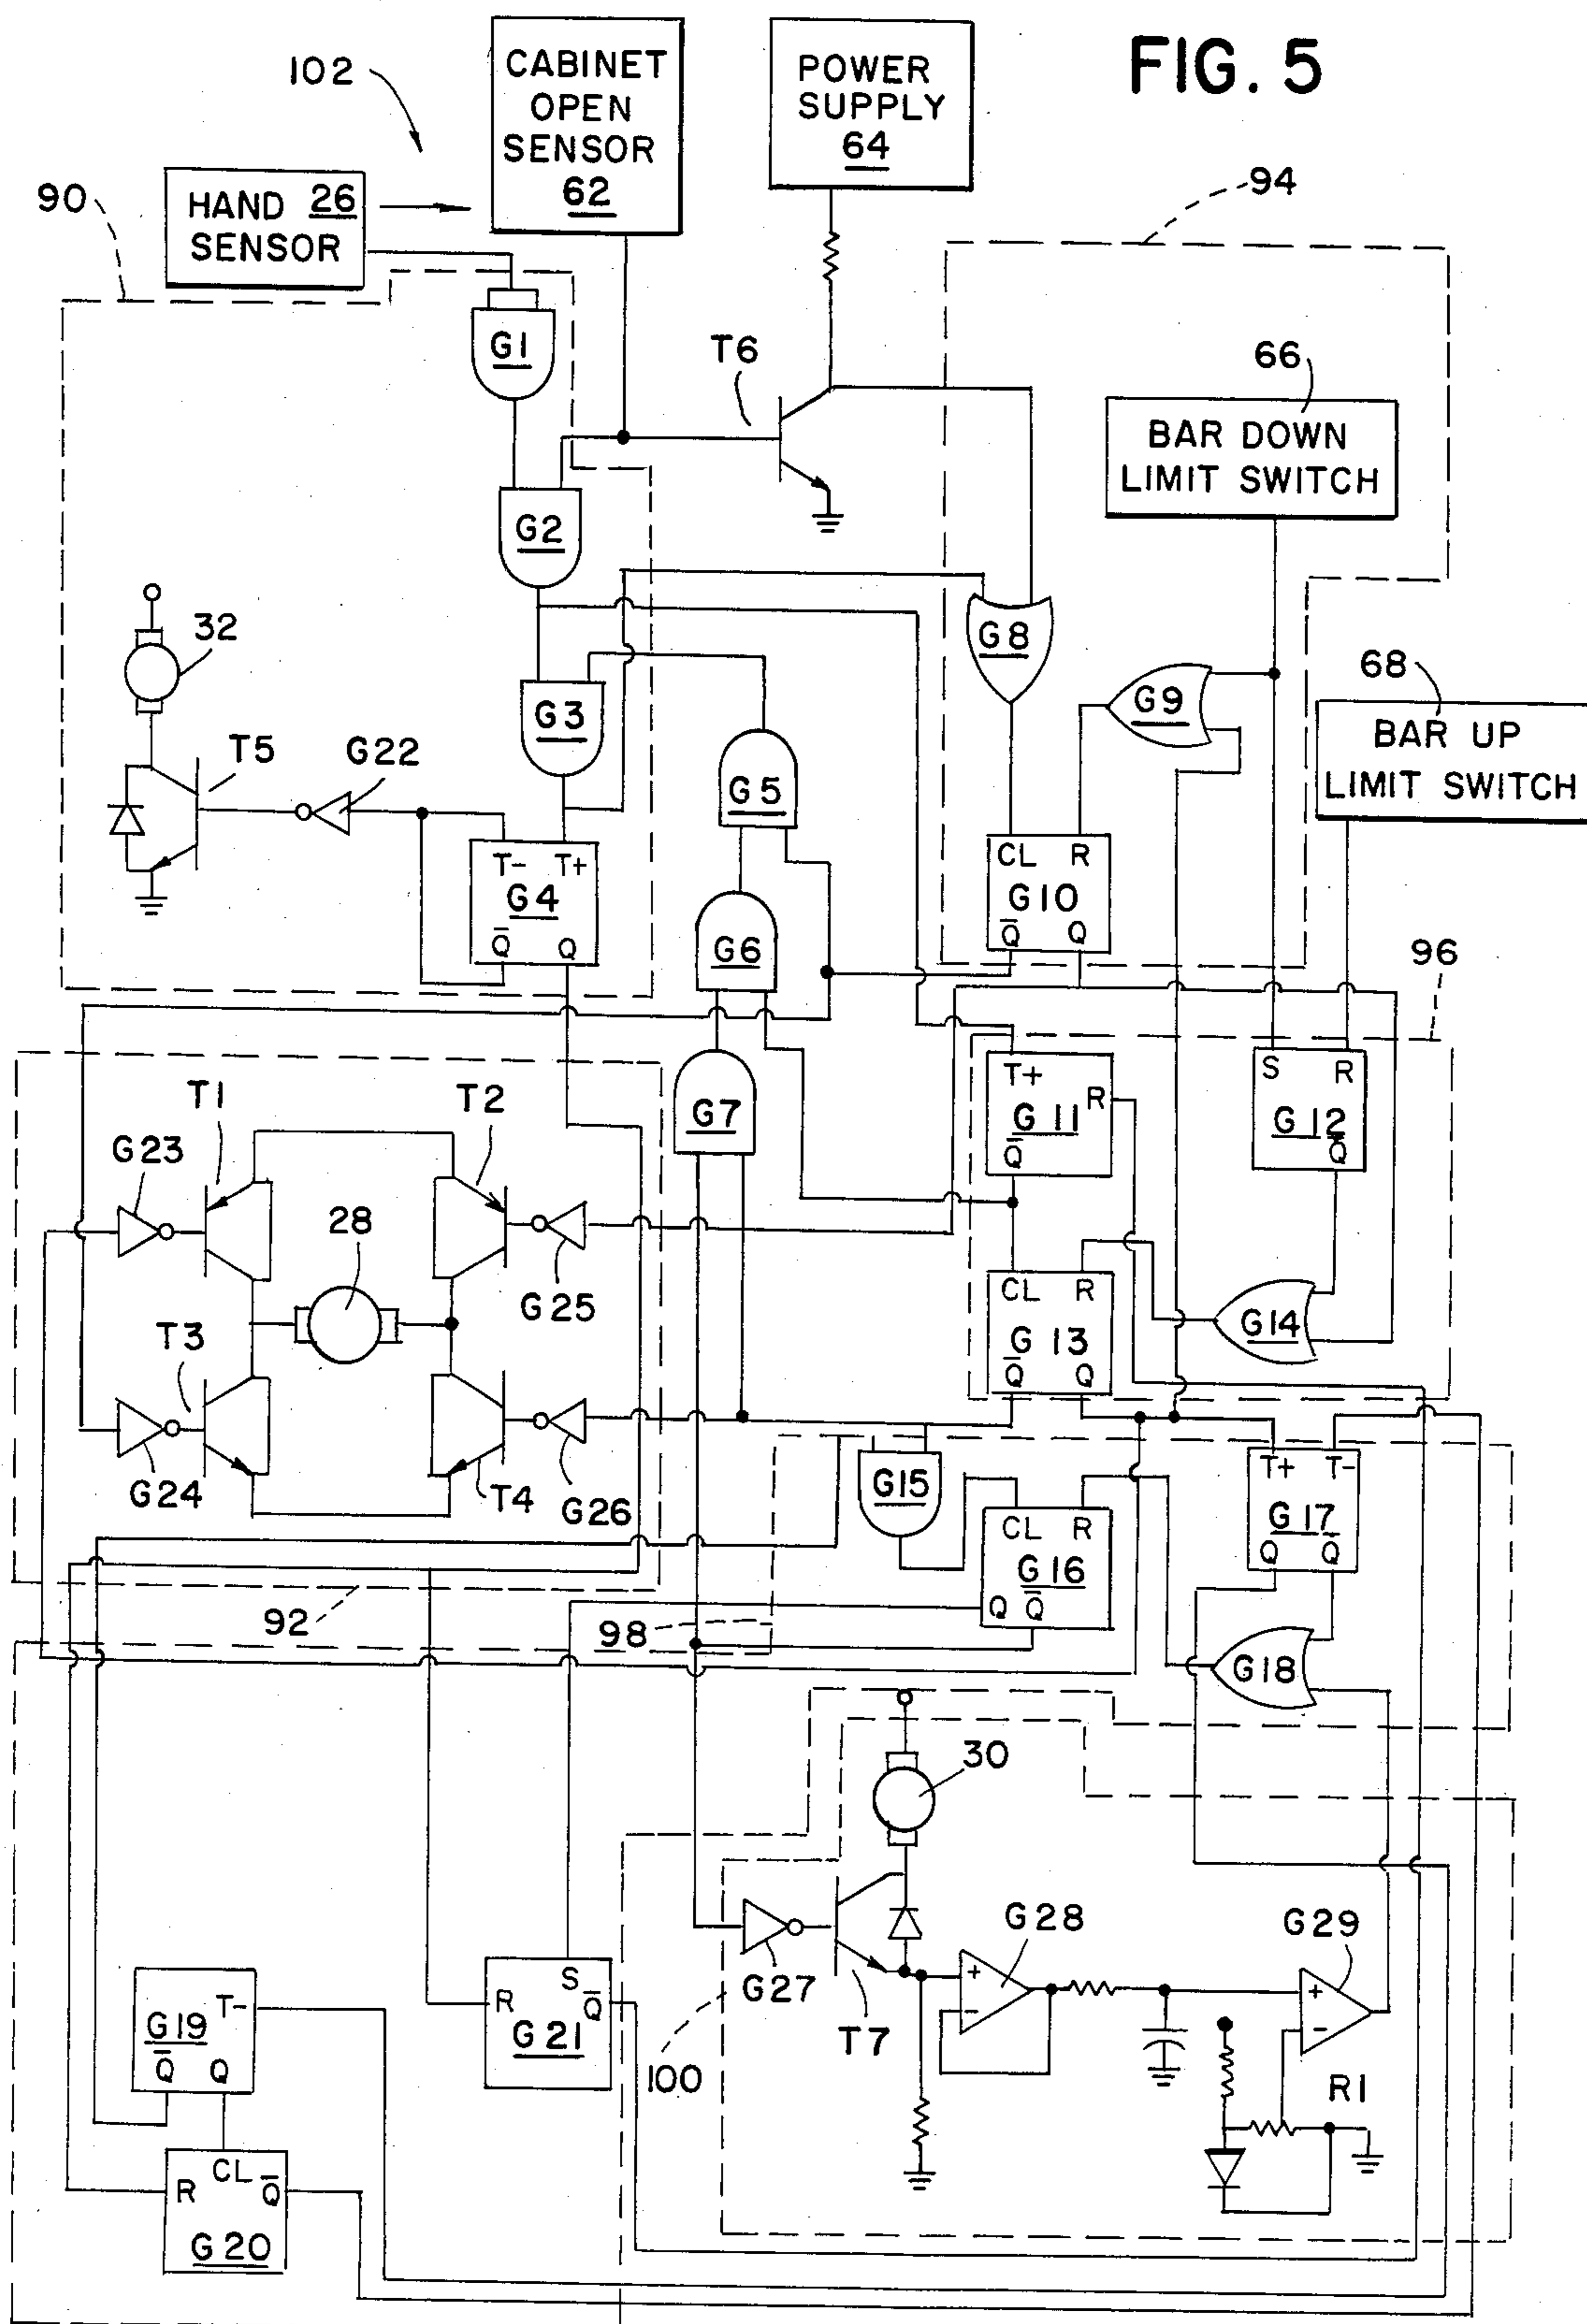 FIG. 5
102
CABINET
OPEN
SENSOR
62
POWER
SUPPLY
64
90
HAND 26
SENSOR
94
G1
T6
66
BAR DOWN
LIMIT SWITCH
G2
32
G8
68
G9
BAR UP
LIMIT SWITCH
G3
T5
G22
G5
T- T+
G4
Q̅ Q
CL R
G10
Q̅ Q
G6
96
T1
T2
G7
T+
R
G11
Q̅
S R
G12
Q̅
G23
28
G25
CL R
G13
Q̅ Q
G14
T3
G24
T4
G26
G15
CL R
G16
Q Q̅
T+ T-
G17
Q Q̅
92
98
G18
30
G28
G29
+
-
+
-
G27
T7
100
R1
S
R Q̅
G21
T-
G19
Q̅ Q
CL
R Q̅
G20